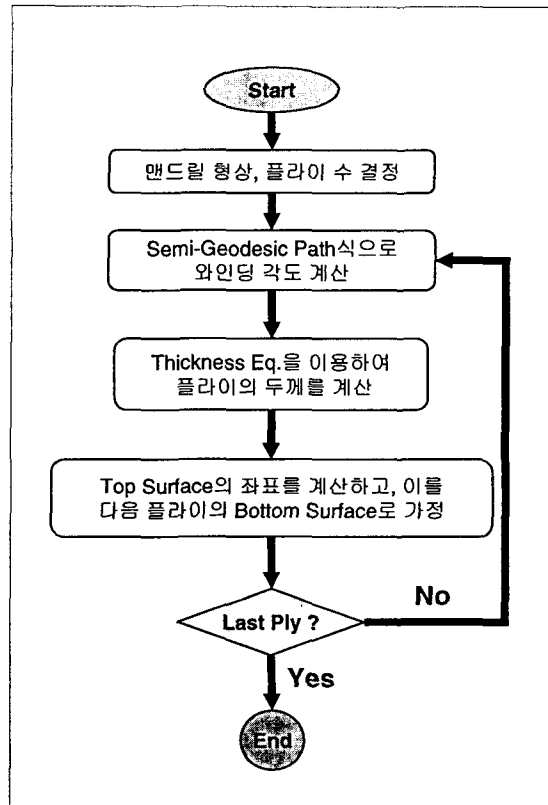 Start
맨드릴 형상, 플라이 수 결정
Semi-Geodesic Path식으로
와인딩 각도 계산
Thickness Eq.을 이용하여
플라이의 두께를 계산
Top Surface의 좌표를 계산하고, 이를
다음 플라이의 Bottom Surface로 가정
Last Ply ?
No
Yes
End